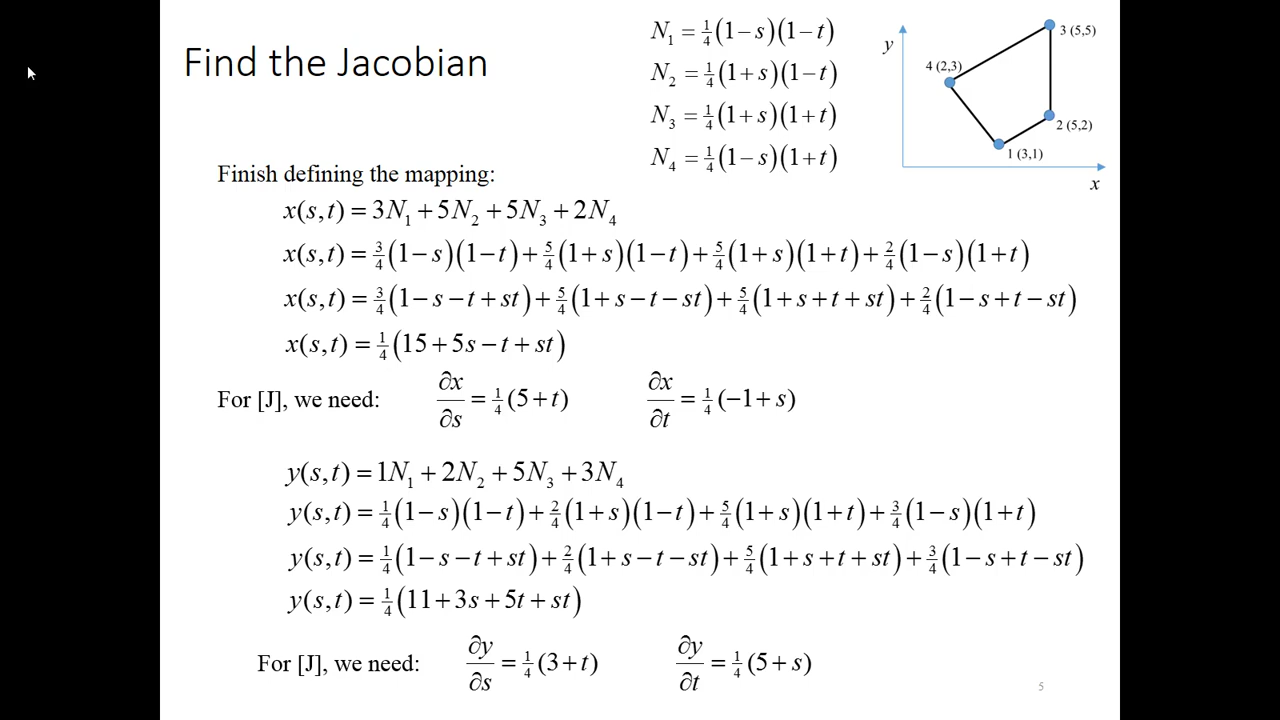 Find the Jacobian
N₁ = ¼(1−s)(1−t)
N₂ = ¼(1+s)(1−t)
N₃ = ¼(1+s)(1+t)
N₄ = ¼(1−s)(1+t)
y
3 (5,5)
4 (2,3)
2 (5,2)
1 (3,1)
x
Finish defining the mapping:
x(s,t) = 3N₁ + 5N₂ + 5N₃ + 2N₄
x(s,t) = ¾(1−s)(1−t) + 5/4(1+s)(1−t) + 5/4(1+s)(1+t) + 2/4(1−s)(1+t)
x(s,t) = ¾(1−s−t+st) + 5/4(1+s−t−st) + 5/4(1+s+t+st) + 2/4(1−s+t−st)
x(s,t) = ¼(15+5s−t+st)
For [J], we need: ∂x/∂s = ¼(5+t) ∂x/∂t = ¼(−1+s)
y(s,t) = 1N₁ + 2N₂ + 5N₃ + 3N₄
y(s,t) = ¼(1−s)(1−t) + 2/4(1+s)(1−t) + 5/4(1+s)(1+t) + ¾(1−s)(1+t)
y(s,t) = ¼(1−s−t+st) + 2/4(1+s−t−st) + 5/4(1+s+t+st) + ¾(1−s+t−st)
y(s,t) = ¼(11+3s+5t+st)
For [J], we need: ∂y/∂s = ¼(3+t) ∂y/∂t = ¼(5+s)
5